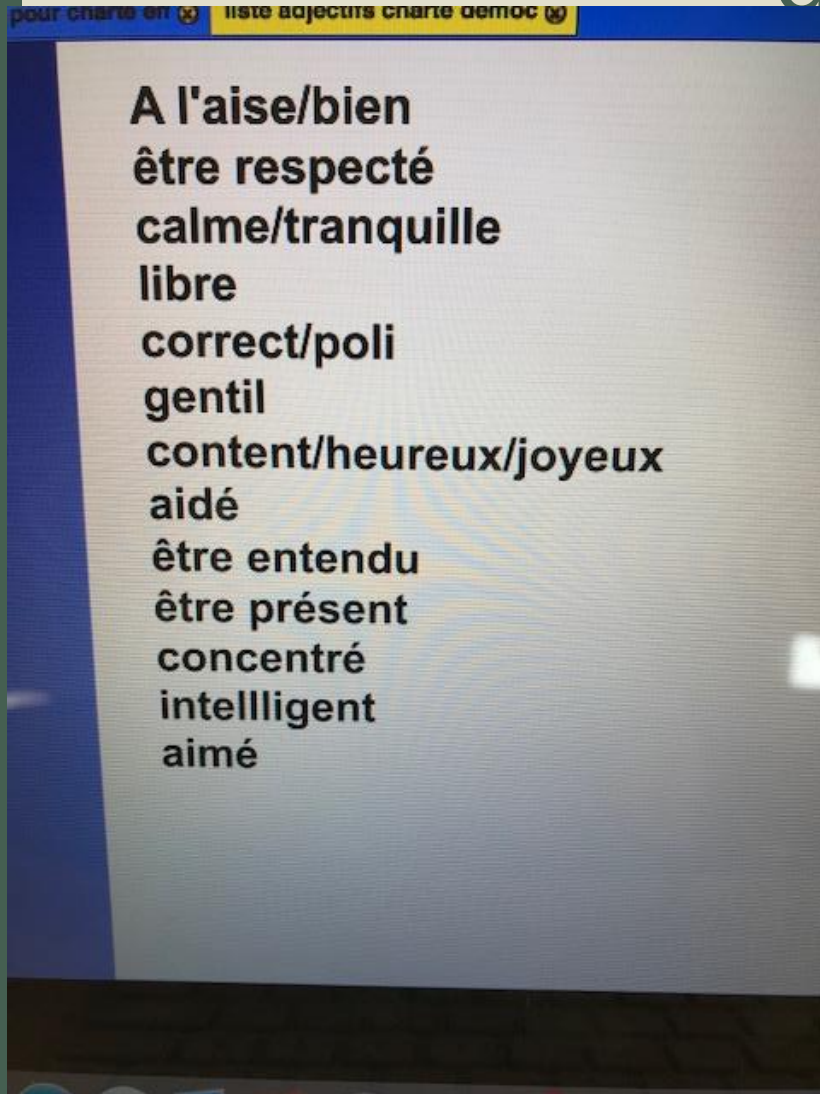 pour charte en
liste adjectifs charte democ
A l'aise/bien
être respecté
calme/tranquille
libre
correct/poli
gentil
content/heureux/joyeux
aidé
être entendu
être présent
concentré
intellligent
aimé